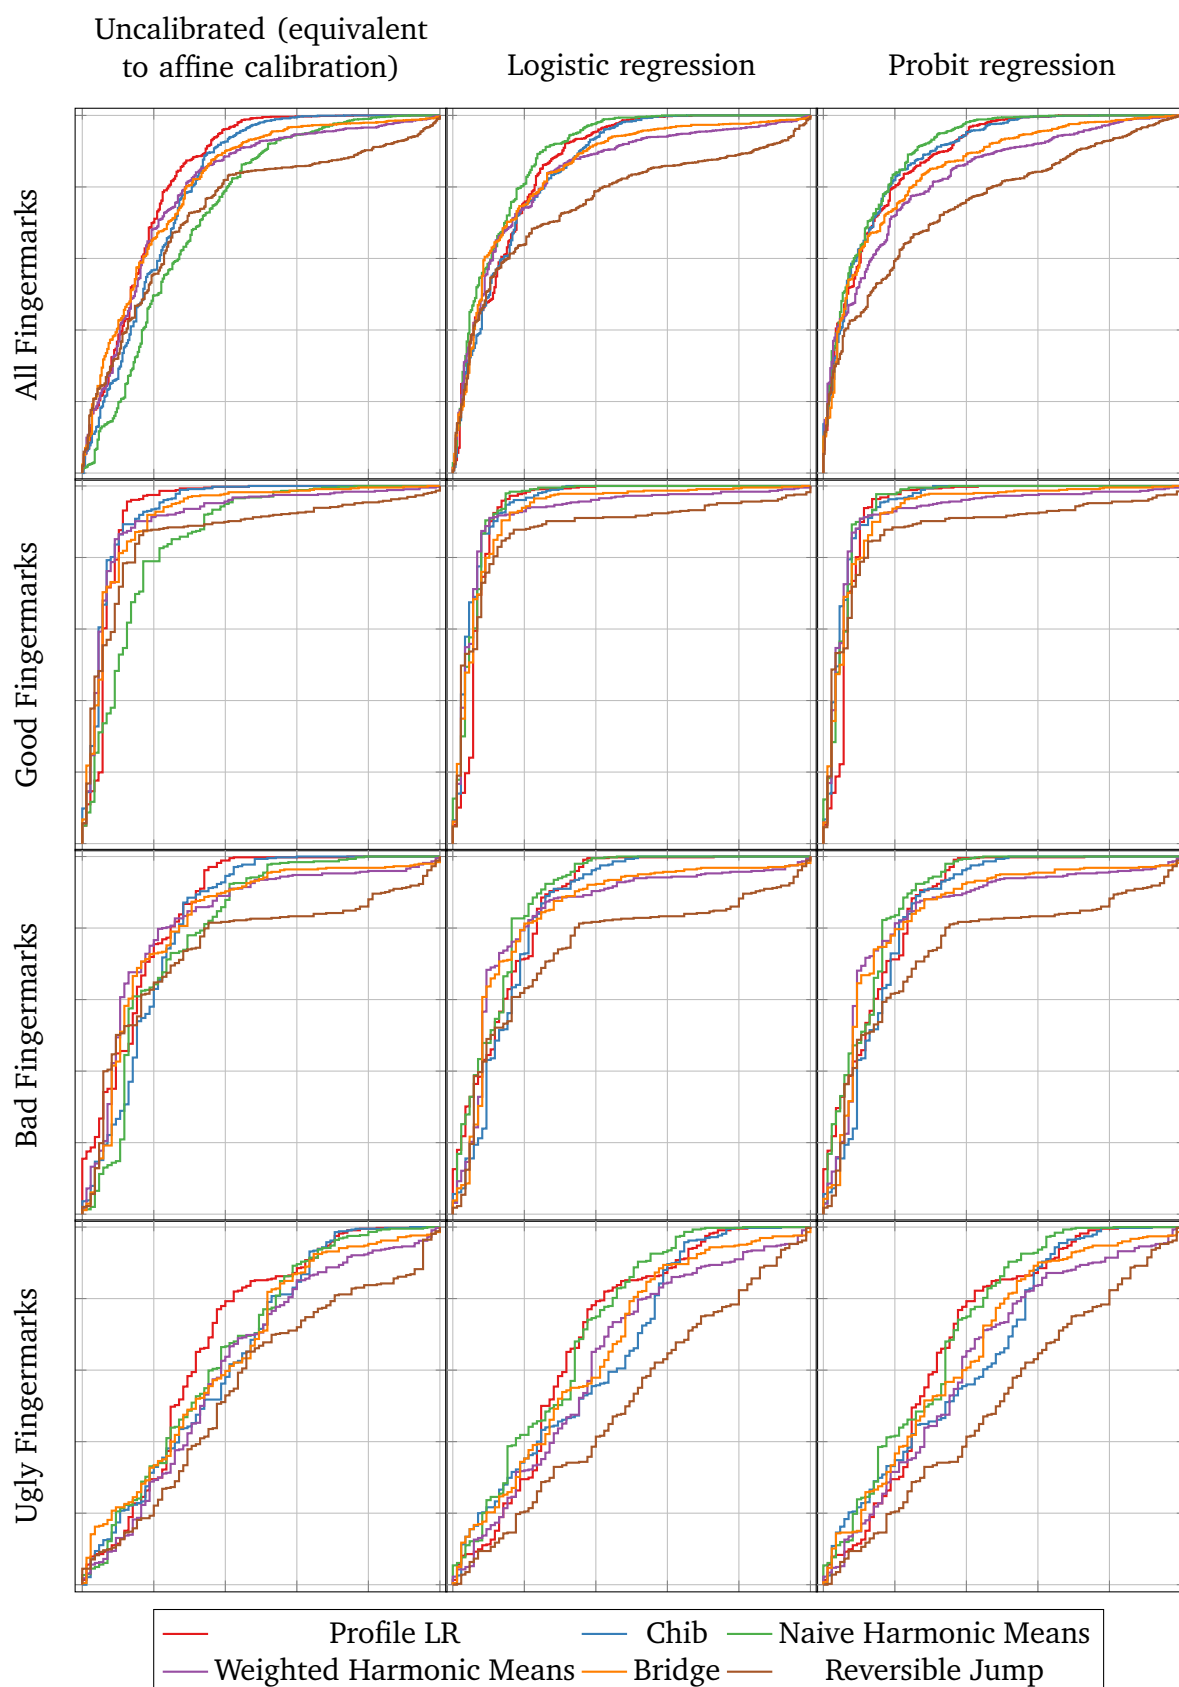 Uncalibrated (equivalent
to affine calibration)
Logistic regression
Probit regression
All Fingermarks
Good Fingermarks
Bad Fingermarks
Ugly Fingermarks
Profile LR
Chib
Naive Harmonic Means
Weighted Harmonic Means
Bridge
Reversible Jump